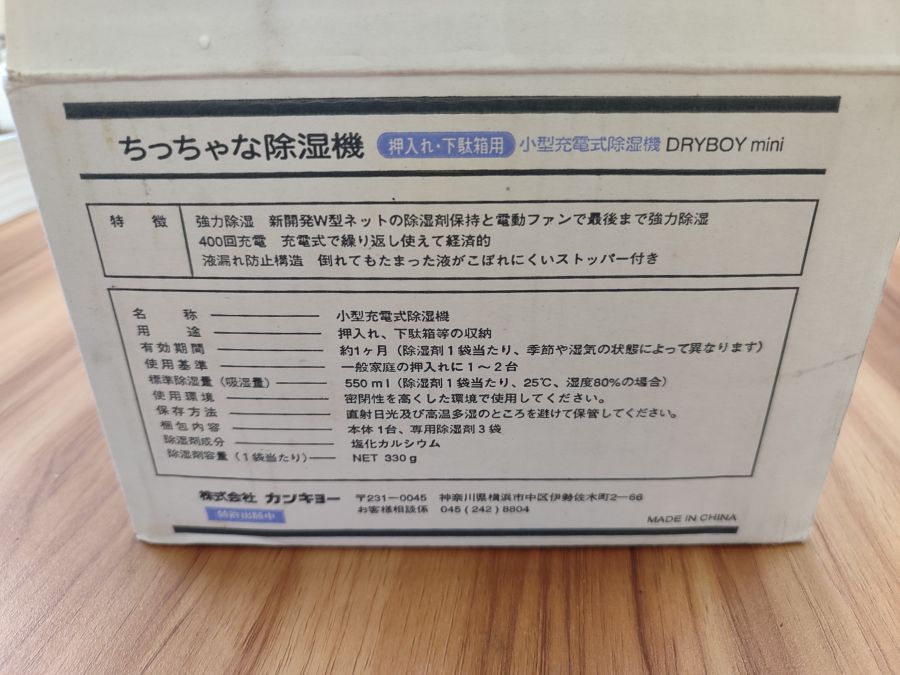 ちっちゃな除湿機 押入れ・下駄箱用 小型充電式除湿機 DRYBOY mini
特 徴 強力除湿 新開発W型ネットの除湿剤保持と電動ファンで最後まで強力除湿
400回充電 充電式で繰り返し使えて経済的
液漏れ防止構造 倒れてもたまった液がこぼれにくいストッパー付き
名 称 小型充電式除湿機
用 途 押入れ、下駄箱等の収納
有効期間 約1ヶ月(除湿剤1袋当たり、季節や湿気の状態によって異なります)
使用基準 一般家庭の押入れに1〜2台
標準除湿量(吸湿量) 550ml(除湿剤1袋当たり、25℃、湿度80%の場合)
使用環境 密閉性を高くした環境で使用してください。
保存方法 直射日光及び高温多湿のところを避けて保管してください。
梱包内容 本体1台、専用除湿剤3袋
除湿剤成分 塩化カルシウム
除湿剤容量(1袋当たり) NET 330g
株式会社 カンキョー 〒231-0045 神奈川県横浜市中区伊勢佐木町2-66
特許出願中 お客様相談係 045(242)8804
MADE IN CHINA